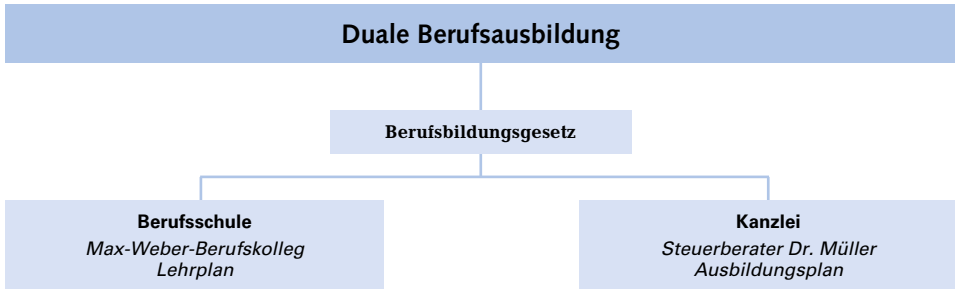 Duale Berufsausbildung
Berufsbildungsgesetz
Berufsschule
Max-Weber-Berufskolleg
Lehrplan
Kanzlei
Steuerberater Dr. Müller
Ausbildungsplan